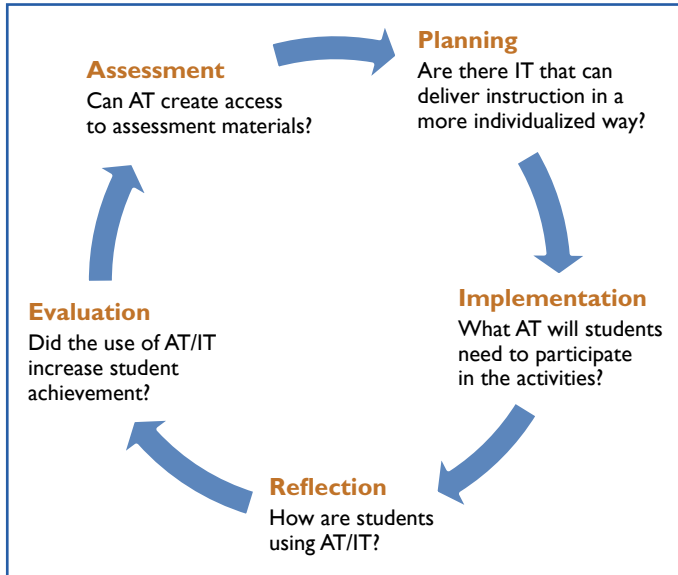 Assessment
Can AT create access
to assessment materials?
Planning
Are there IT that can
deliver instruction in a
more individualized way?
Implementation
What AT will students
need to participate
in the activities?
Reflection
How are students
using AT/IT?
Evaluation
Did the use of AT/IT
increase student
achievement?